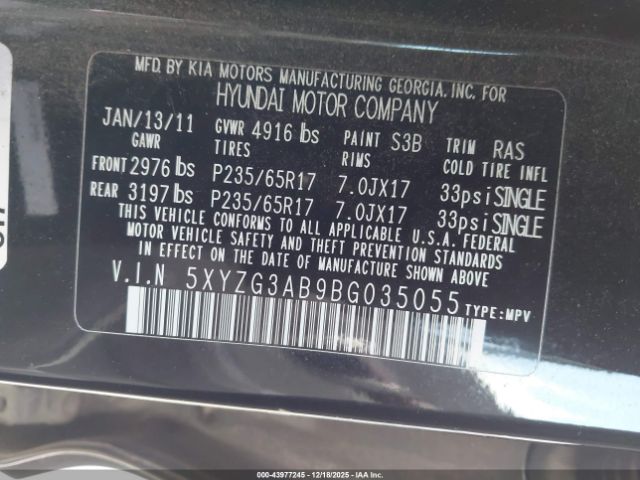 MFD. BY KIA MOTORS MANUFACTURING GEORGIA, INC. FOR
HYUNDAI MOTOR COMPANY
JAN/13/11 GVWR 4916 lbs PAINT S3B TRIM RAS
GAWR TIRES RIMS COLD TIRE INFL
FRONT 2976 lbs P235/65R17 7.0JX17 33psi SINGLE
REAR 3197 lbs P235/65R17 7.0JX17 33psi SINGLE
THIS VEHICLE CONFORMS TO ALL APPLICABLE U.S.A. FEDERAL
MOTOR VEHICLE SAFETY AND THEFT PREVENTION STANDARDS
IN EFFECT ON THE DATE OF MANUFACTURE SHOWN ABOVE.
V.I.N 5XYZG3AB9BG035055 TYPE:MPV
000-43977245 - 12/18/2025 - COPYRIGHT IAA, LLC.